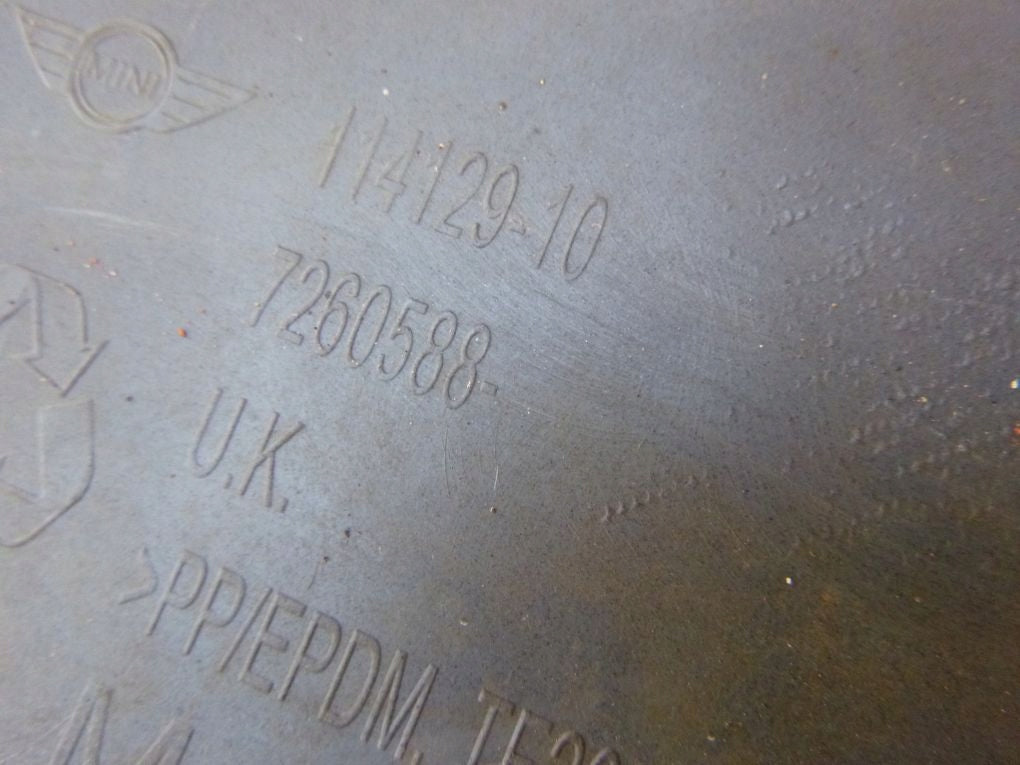 MINI
114129-10
7260588-
U.K.
>PP/EPDM,